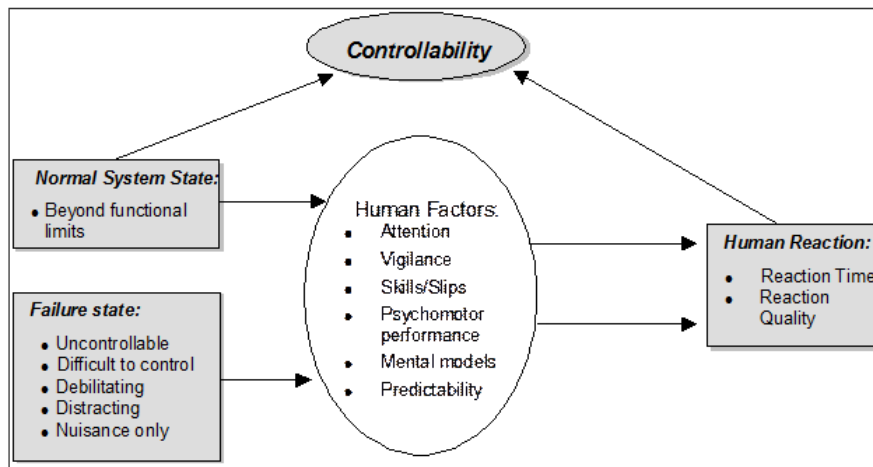 Controllability
Normal System State:
• Beyond functional
limits
Failure state:
• Uncontrollable
• Difficult to control
• Debilitating
• Distracting
• Nuisance only
Human Factors:
• Attention
• Vigilance
• Skills/Slips
• Psychomotor
performance
• Mental models
• Predictability
Human Reaction:
• Reaction Time
• Reaction
Quality